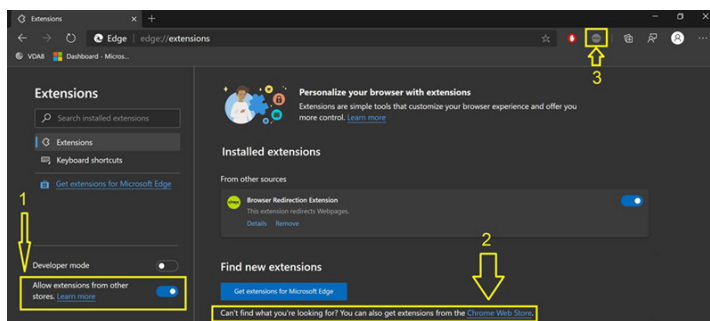 Extensions
Edge | edge://extensions
VDA8 Dashboard - Micros...
3
Extensions
Search installed extensions
Extensions
Keyboard shortcuts
Get extensions for Microsoft Edge
1
Developer mode
Allow extensions from other
stores. Learn more
Personalize your browser with extensions
Extensions are simple tools that customize your browser experience and offer you
more control. Learn more
Installed extensions
From other sources
citrix
Browser Redirection Extension
This extension redirects Webpages.
Details Remove
2
Find new extensions
Get extensions for Microsoft Edge
Can't find what you're looking for? You can also get extensions from the Chrome Web Store.